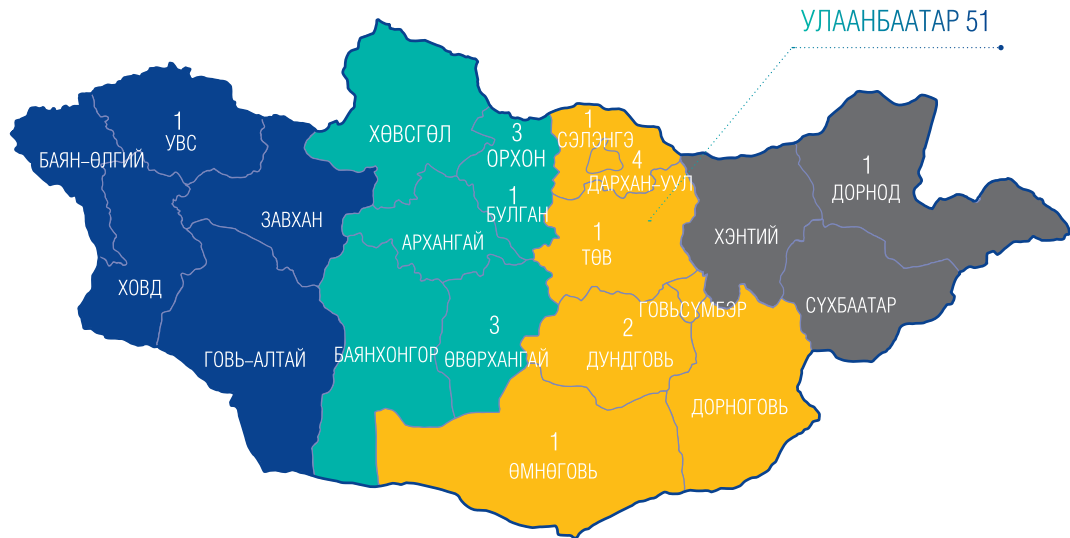 УЛААНБААТАР 51
БАЯН-ӨЛГИЙ
1
УВС
ЗАВХАН
ХОВД
ГОВЬ-АЛТАЙ
ХӨВСГӨЛ
3
ОРХОН
1
БУЛГАН
АРХАНГАЙ
БАЯНХОНГОР
3
ӨВӨРХАНГАЙ
1
СЭЛЭНГЭ
4
ДАРХАН-УУЛ
1
ТӨВ
ГОВЬСҮМБЭР
2
ДУНДГОВЬ
ДОРНОГОВЬ
1
ӨМНӨГОВЬ
ХЭНТИЙ
1
ДОРНОД
СҮХБААТАР